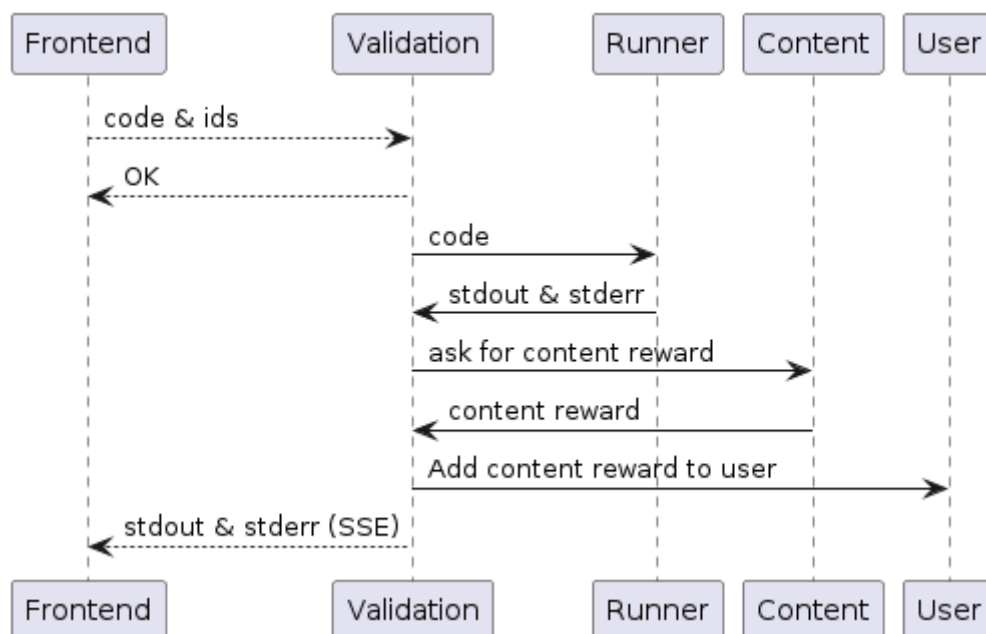 Frontend Validation Runner Content User
code & ids
OK
code
stdout & stderr
ask for content reward
content reward
Add content reward to user
stdout & stderr (SSE)
Frontend Validation Runner Content User